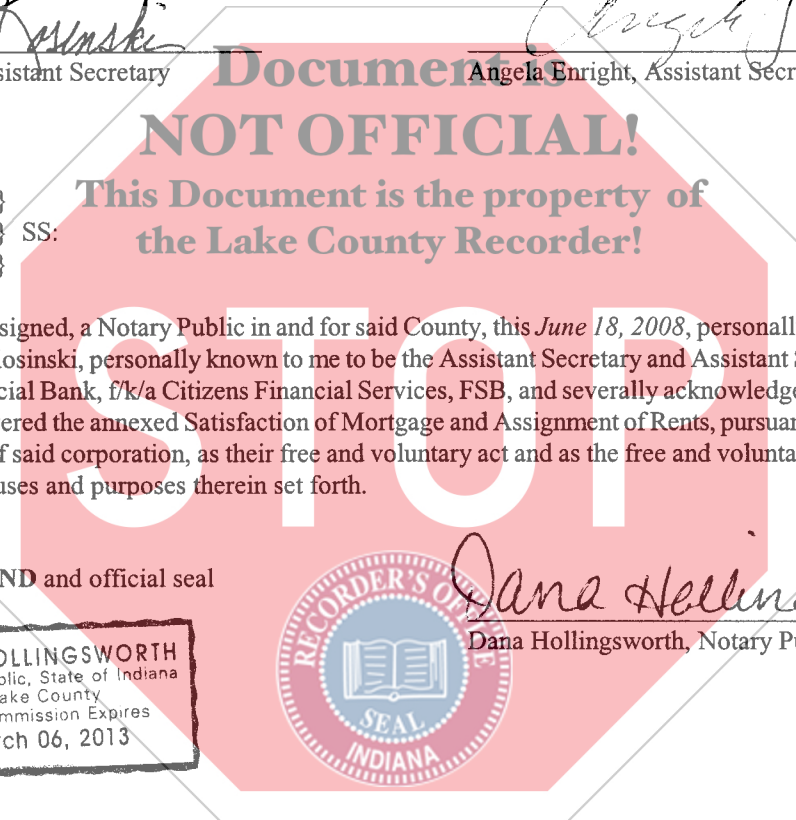 Rosinski
sistant Secretary
Angela Enright, Assistant Secr
Document is
NOT OFFICIAL!
This Document is the property of
the Lake County Recorder!
} SS:
STOP
signed, a Notary Public in and for said County, this June 18, 2008, personall
osinski, personally known to me to be the Assistant Secretary and Assistant S
cial Bank, f/k/a Citizens Financial Services, FSB, and severally acknowledge
ered the annexed Satisfaction of Mortgage and Assignment of Rents, pursuan
f said corporation, as their free and voluntary act and as the free and volunta
uses and purposes therein set forth.
ND and official seal
Dana Hollin
Dana Hollingsworth, Notary Pu
OLLINGSWORTH
blic, State of Indiana
ake County
mmission Expires
ch 06, 2013
RECORDER'S OFFICE
SEAL
INDIANA